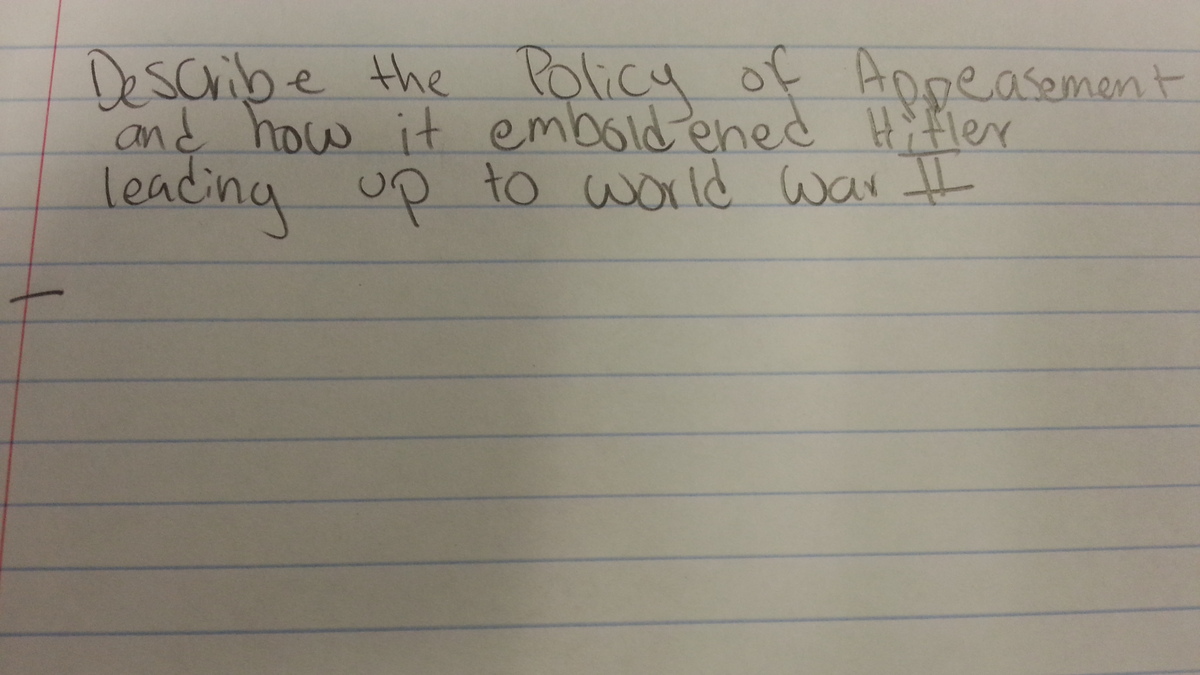 Describe the Policy of Appeasement
and how it emboldened Hitler
leading up to world war II